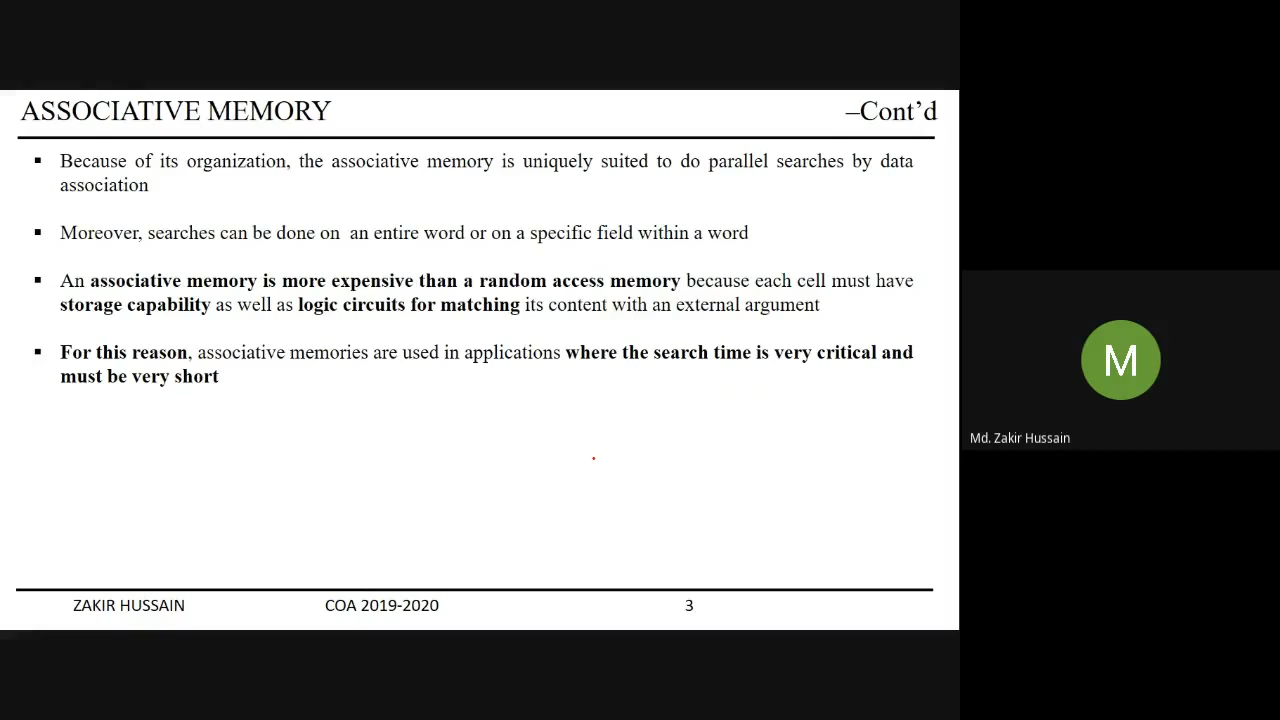 ASSOCIATIVE MEMORY –Cont’d
▪ Because of its organization, the associative memory is uniquely suited to do parallel searches by data
association
▪ Moreover, searches can be done on  an entire word or on a specific field within a word
▪ An associative memory is more expensive than a random access memory because each cell must have
storage capability as well as logic circuits for matching its content with an external argument
▪ For this reason, associative memories are used in applications where the search time is very critical and
must be very short
ZAKIR HUSSAIN COA 2019-2020 3
M
Md. Zakir Hussain